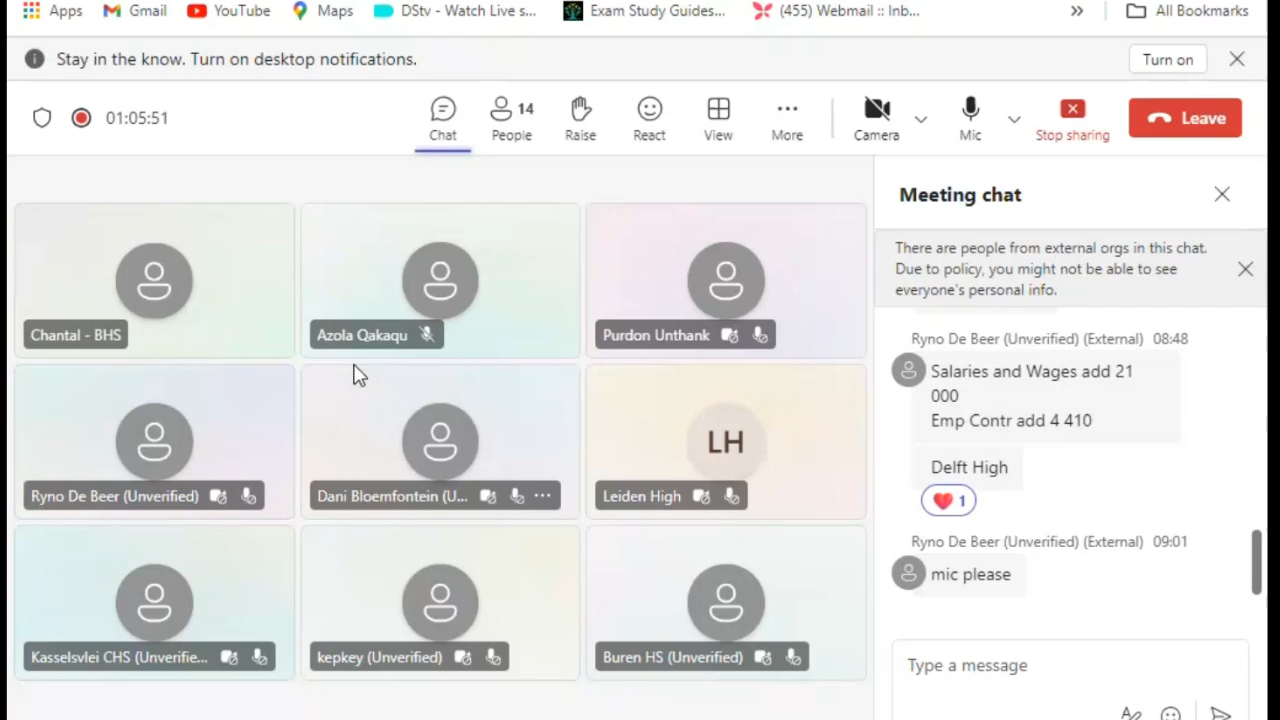 Apps Gmail YouTube Maps DStv - Watch Live s... Exam Study Guides... (455) Webmail :: Inb... » All Bookmarks
Stay in the know. Turn on desktop notifications. Turn on
01:05:51
14
Chat People Raise React View More Camera Mic Stop sharing Leave
Meeting chat
There are people from external orgs in this chat.
Due to policy, you might not be able to see
everyone's personal info.
Chantal - BHS
Azola Qakaqu
Purdon Unthank
Ryno De Beer (Unverified)
Dani Bloemfontein (U...
LH
Leiden High
Kasselsvlei CHS (Unverifie...
kepkey (Unverified)
Buren HS (Unverified)
Ryno De Beer (Unverified) (External) 08:48
Salaries and Wages add 21
000
Emp Contr add 4 410
Delft High
1
Ryno De Beer (Unverified) (External) 09:01
mic please
Type a message